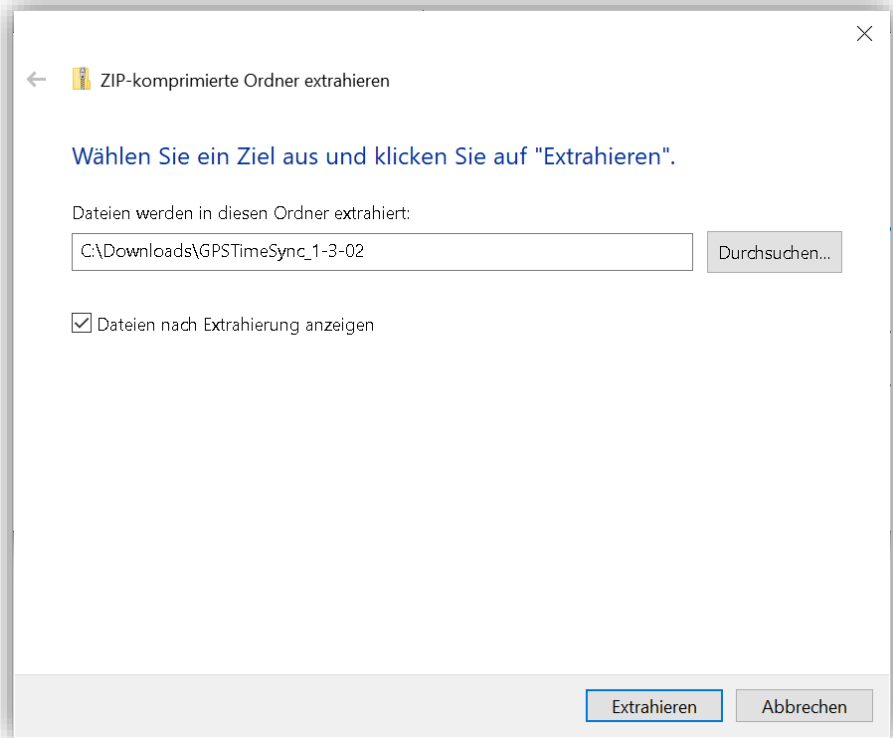 ZIP-komprimierte Ordner extrahieren
Wählen Sie ein Ziel aus und klicken Sie auf "Extrahieren".
Dateien werden in diesen Ordner extrahiert:
C:\Downloads\GPSTimeSync_1-3-02
Durchsuchen...
Dateien nach Extrahierung anzeigen
Extrahieren
Abbrechen